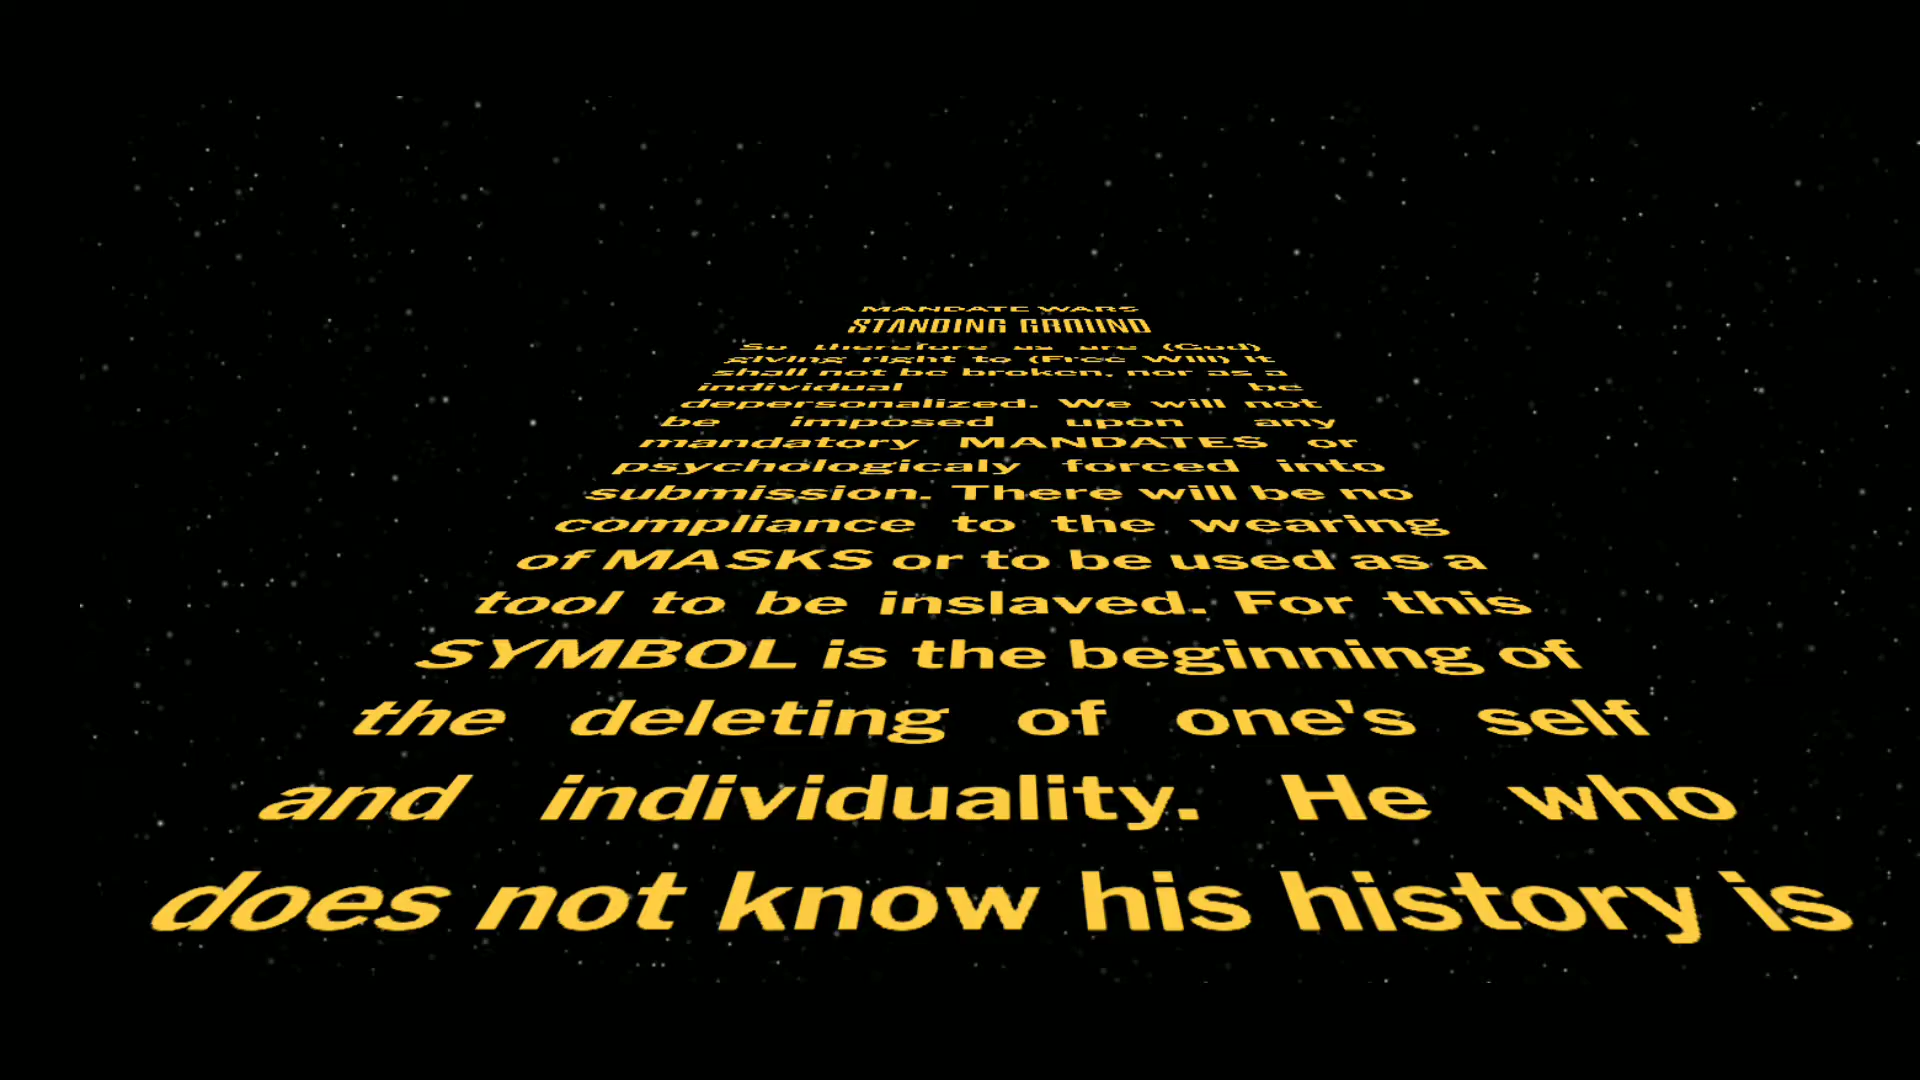 MANDATE WARS
STANDING GROUND
So therefore as are (God)
giving right to (Free Will) it
shall not be broken, nor as a
individual be
depersonalized. We will not
be imposed upon any
mandatory MANDATES or
psychologicaly forced into
submission. There will be no
compliance to the wearing
of MASKS or to be used as a
tool to be inslaved. For this
SYMBOL is the beginning of
the deleting of one's self
and individuality. He who
does not know his history is